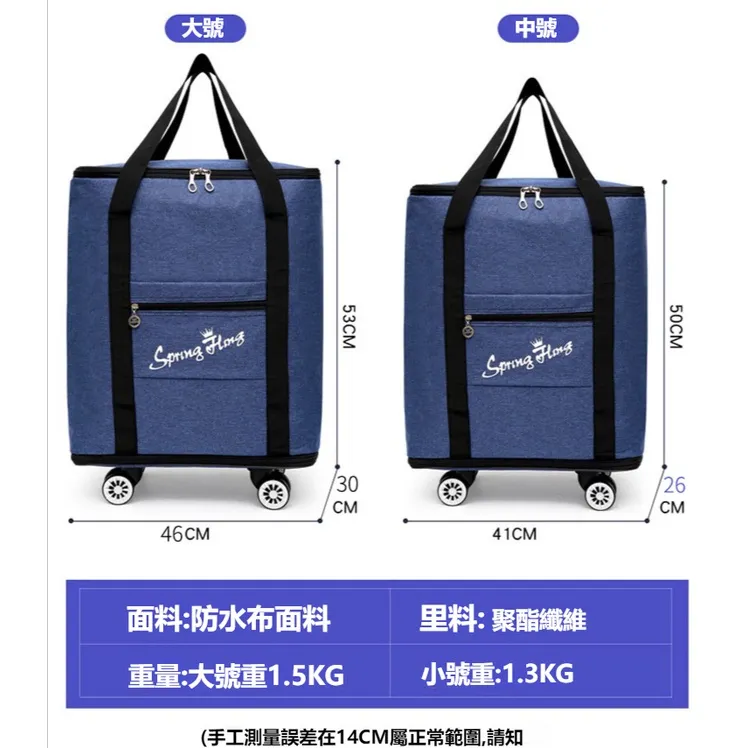 大號
中號
Spring Hong
Spring Hong
53CM
50CM
30
CM
26
CM
46CM
41CM
面料:防水布面料
里料: 聚酯纖維
重量:大號重1.5KG
小號重:1.3KG
(手工測量誤差在14CM屬正常範圍,請知